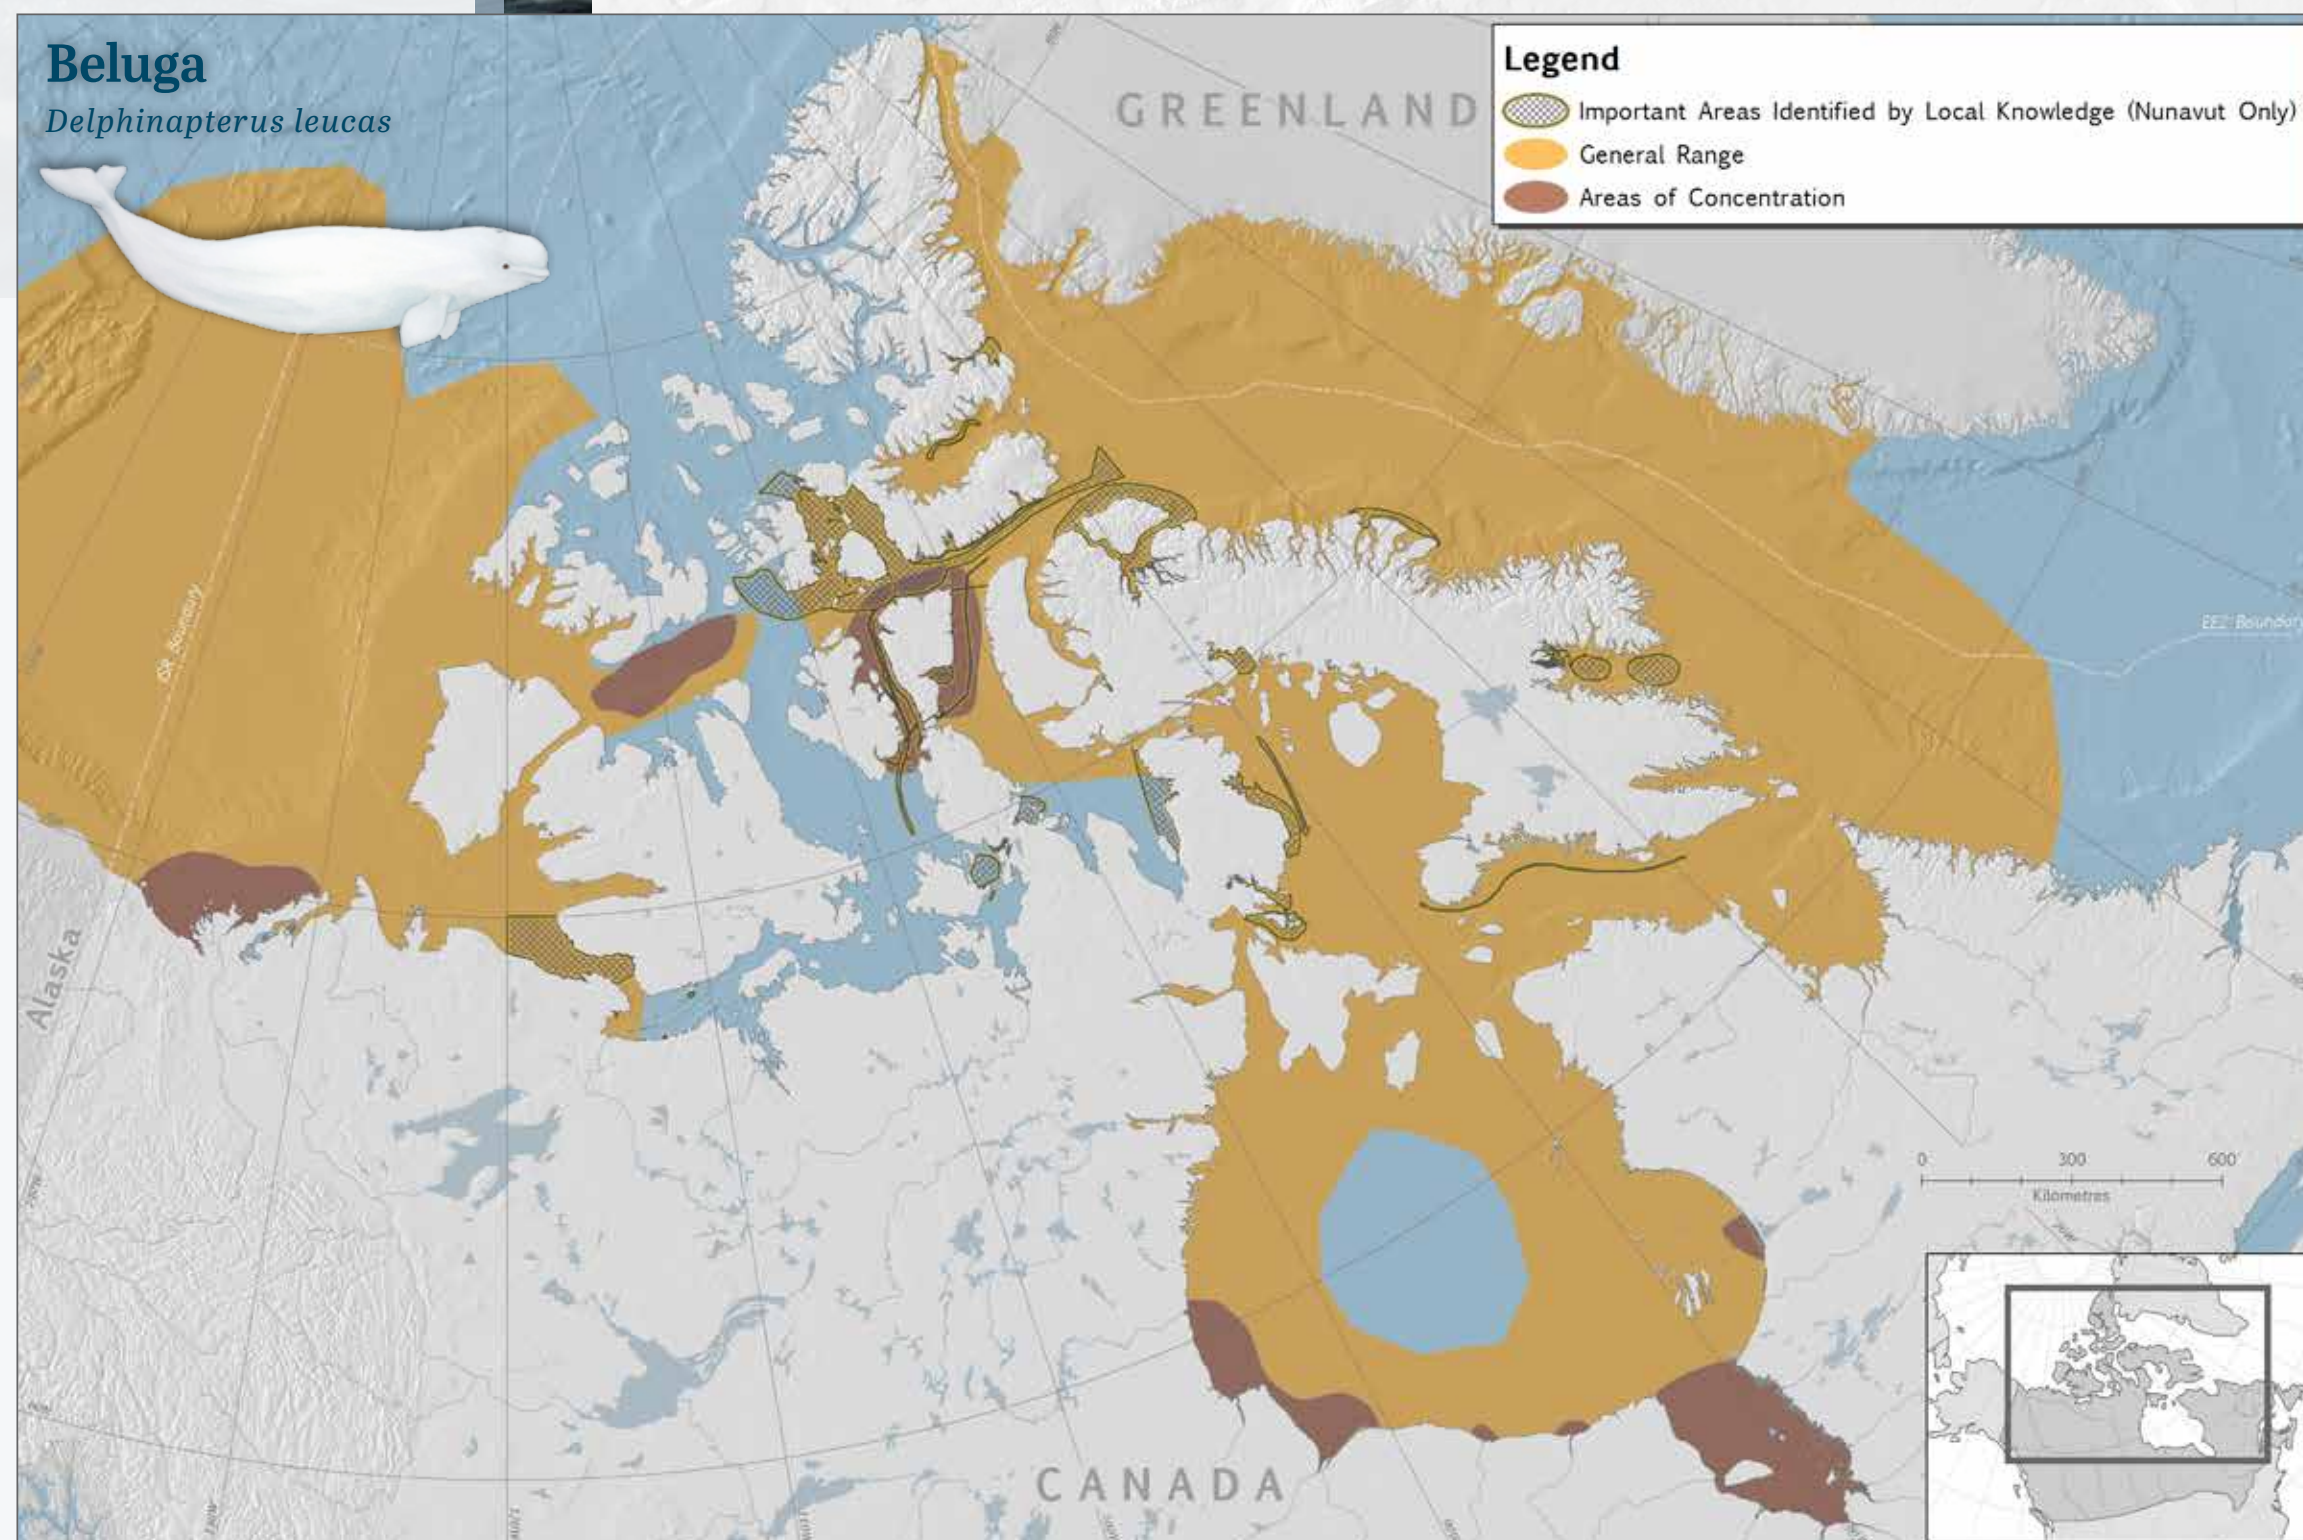 Beluga
Delphinapterus leucas
GREENLAND
Legend
Important Areas Identified by Local Knowledge (Nunavut Only)
General Range
Areas of Concentration
ISR Boundary
EEZ Boundary
Alaska
0 300 600
Kilometres
CANADA
120°W